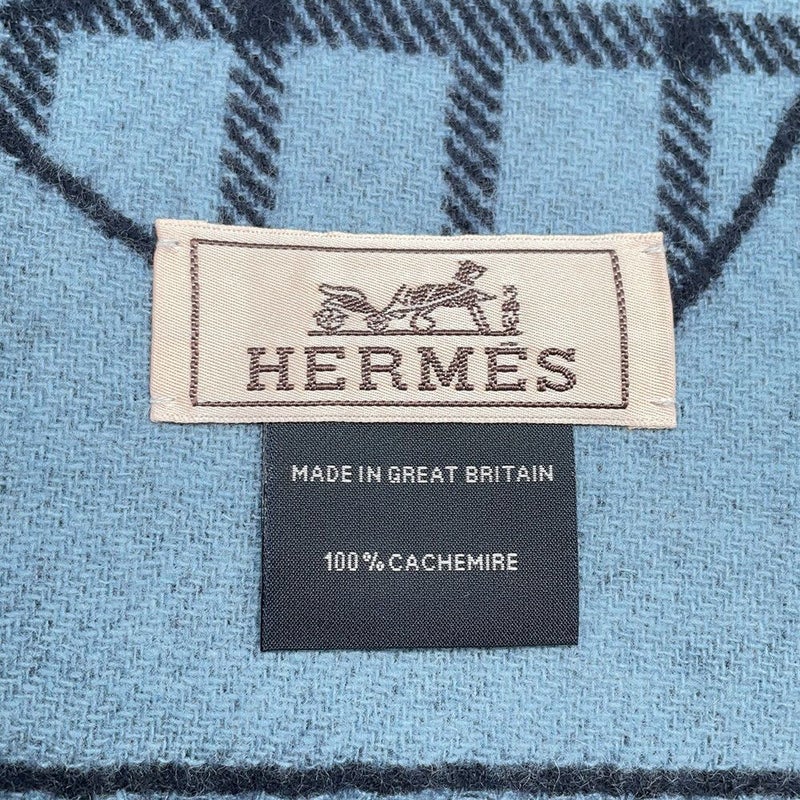 HERMÈS
MADE IN GREAT BRITAIN
100% CACHEMIRE